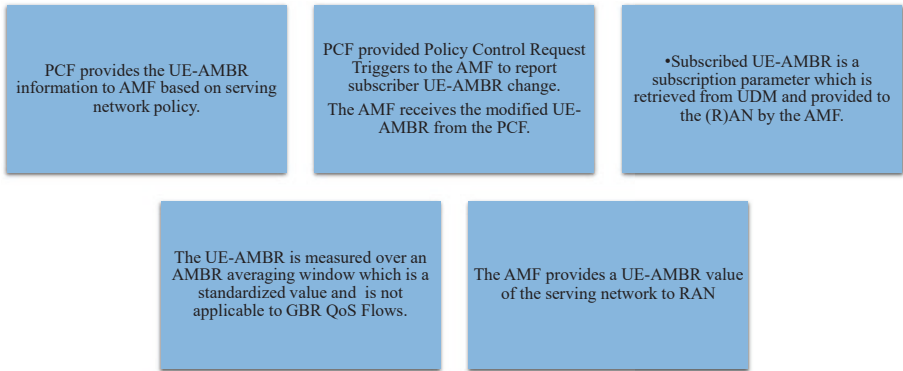 PCF provides the UE-AMBR
information to AMF based on serving
network policy.
PCF provided Policy Control Request
Triggers to the AMF to report
subscriber UE-AMBR change.
The AMF receives the modified UE-
AMBR from the PCF.
•Subscribed UE-AMBR is a
subscription parameter which is
retrieved from UDM and provided to
the (R)AN by the AMF.
The UE-AMBR is measured over an
AMBR averaging window which is a
standardized value and  is not
applicable to GBR QoS Flows.
The AMF provides a UE-AMBR value
of the serving network to RAN